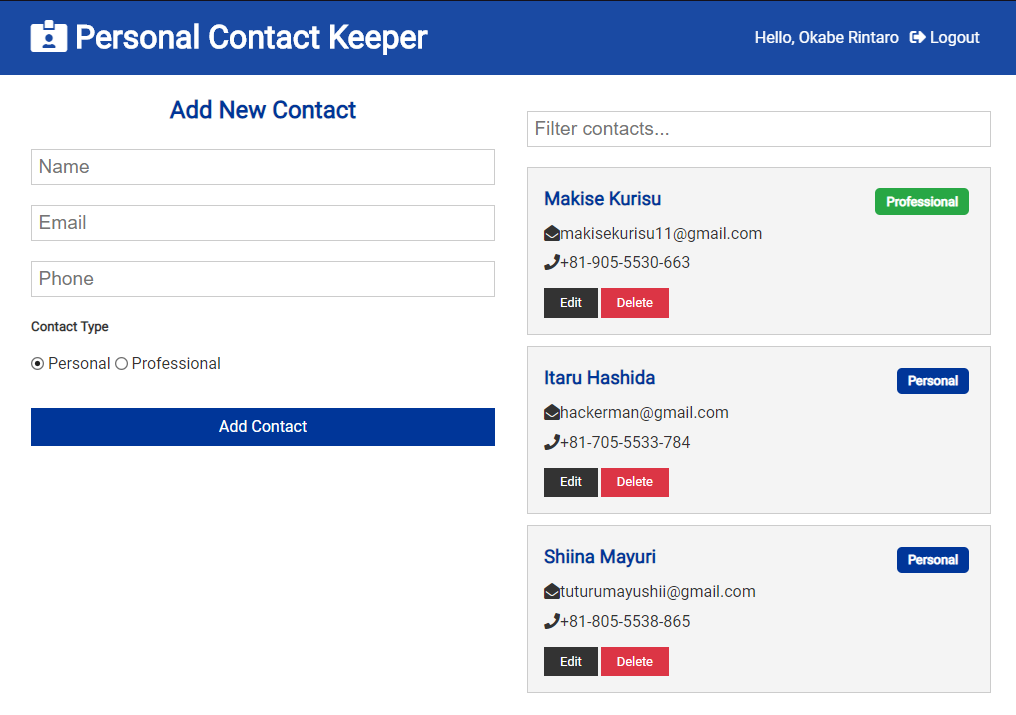 Personal Contact Keeper
Hello, Okabe Rintaro Logout
Add New Contact
Name
Email
Phone
Contact Type
Personal Professional
Add Contact
Filter contacts...
Makise Kurisu
Professional
makisekurisu11@gmail.com
+81-905-5530-663
Edit Delete
Itaru Hashida
Personal
hackerman@gmail.com
+81-705-5533-784
Edit Delete
Shiina Mayuri
Personal
tuturumayushii@gmail.com
+81-805-5538-865
Edit Delete